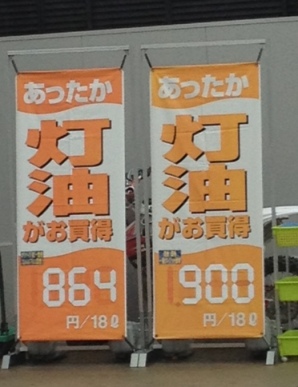 あったか
灯油
がお買得
864
円/18ℓ
あったか
灯油
がお買得
900
円/18ℓ